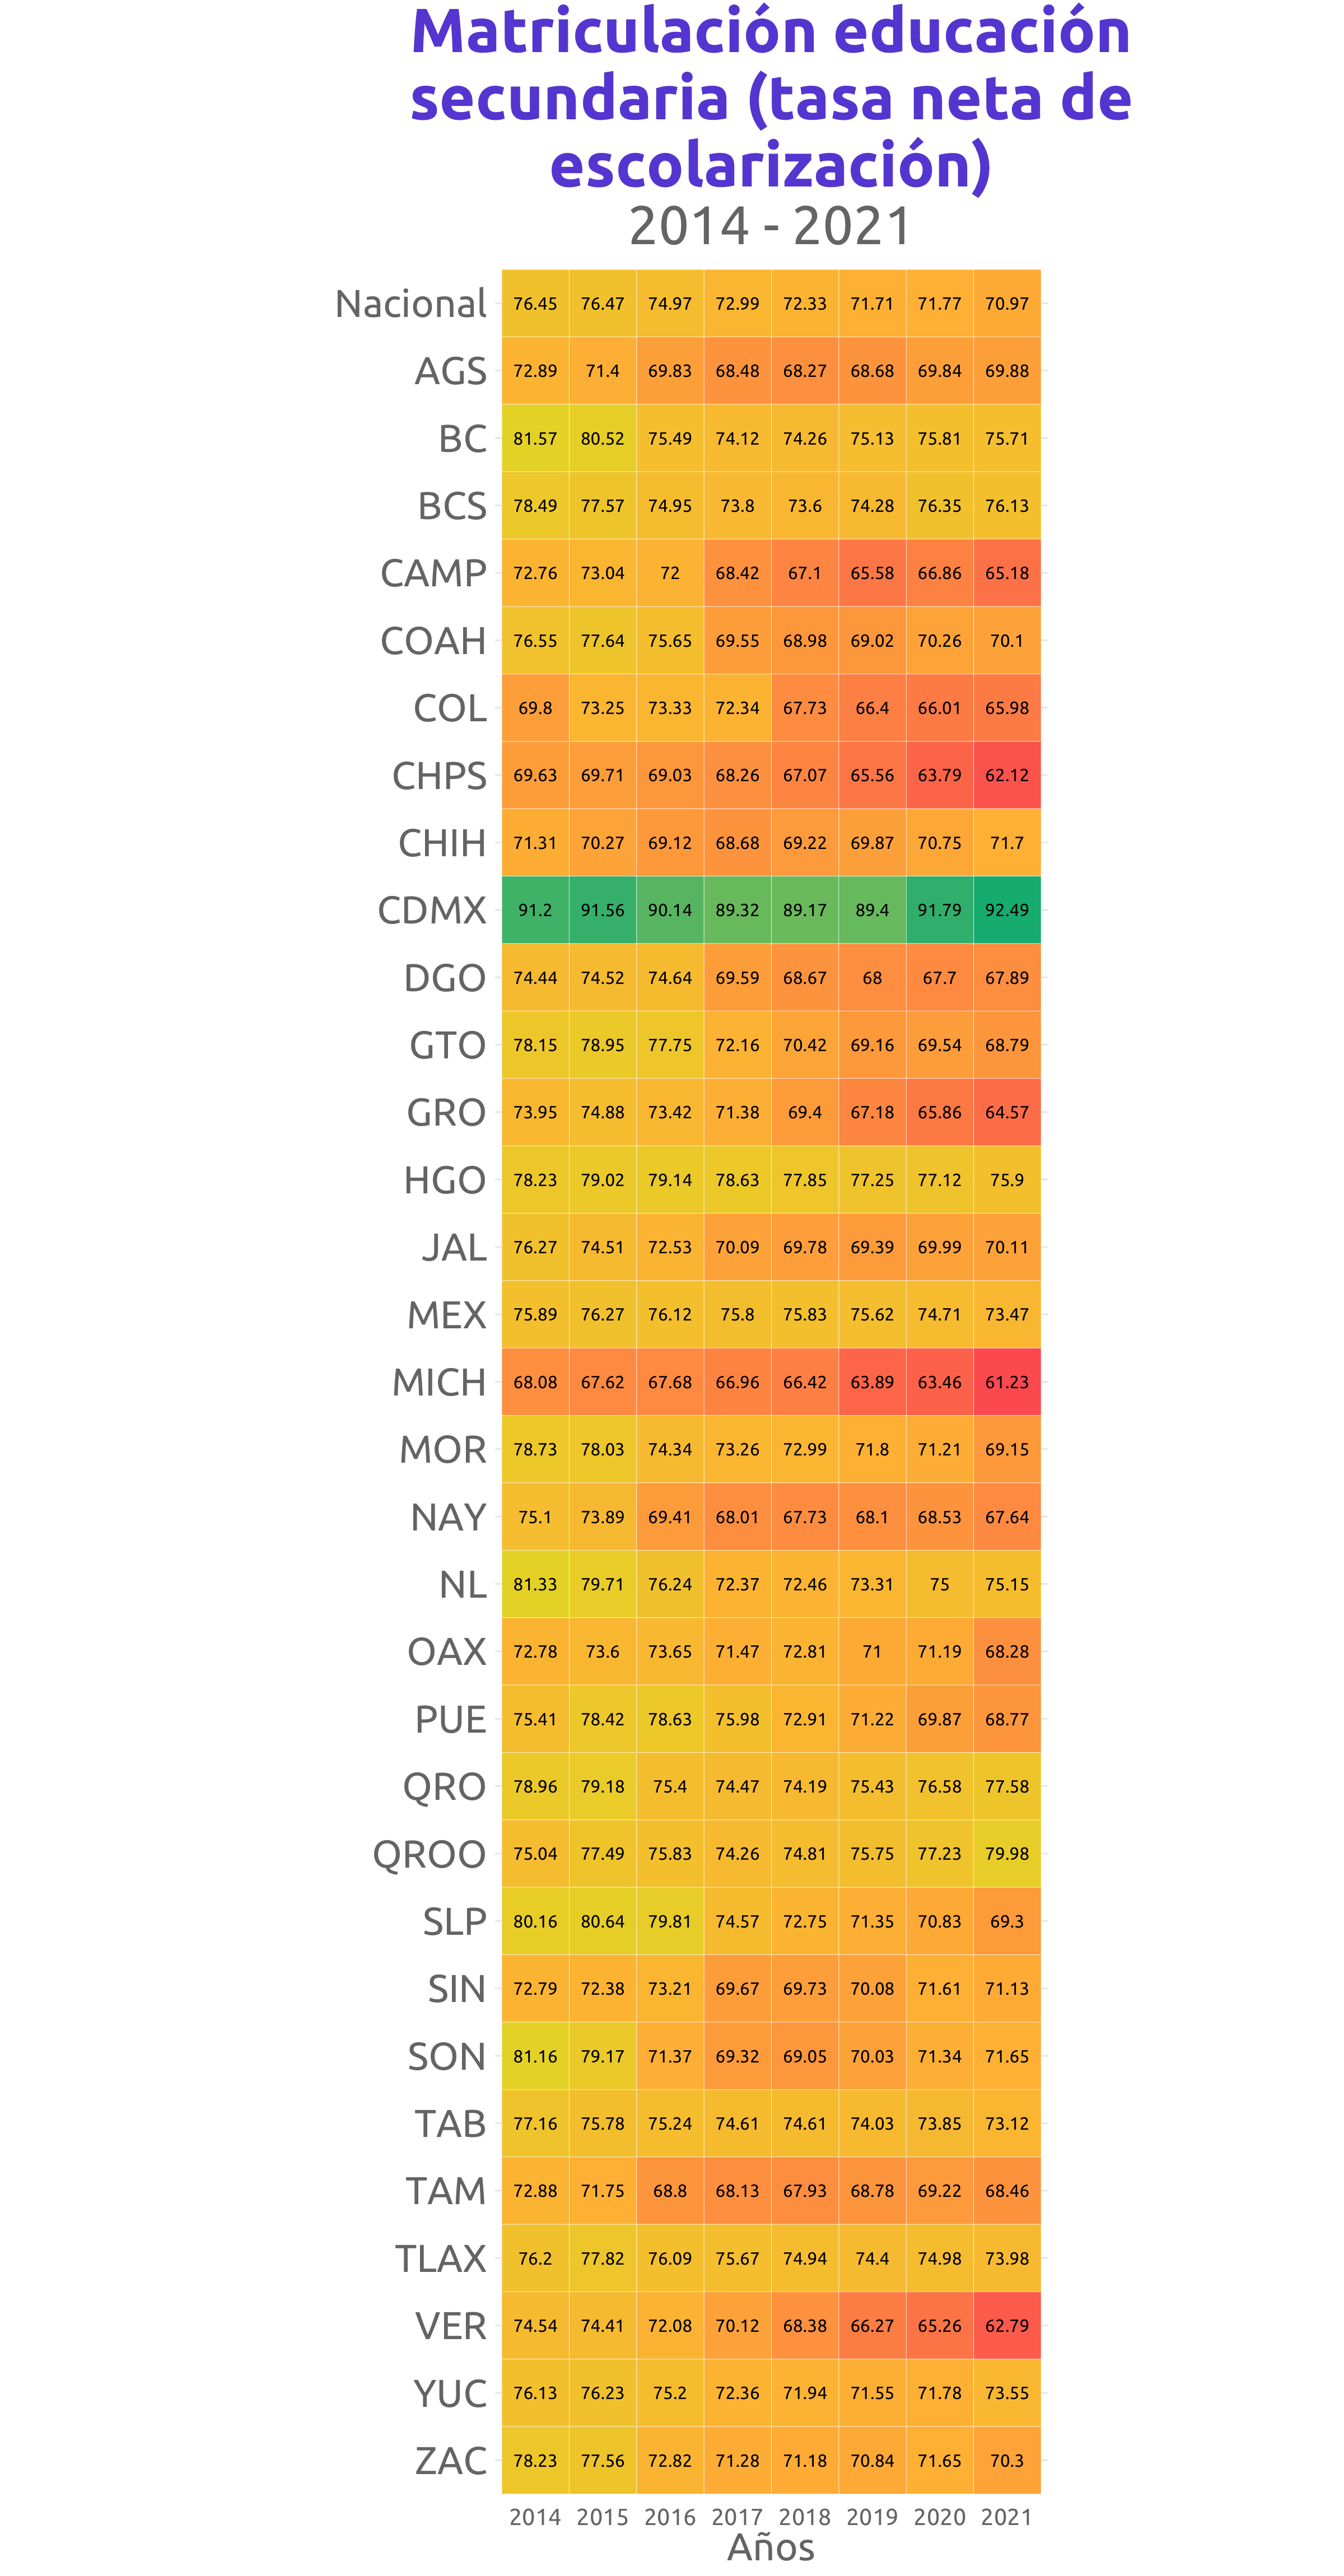 Matriculación educación
secundaria (tasa neta de
escolarización)
2014 - 2021
Nacional 76.45 76.47 74.97 72.99 72.33 71.71 71.77 70.97
AGS 72.89 71.4 69.83 68.48 68.27 68.68 69.84 69.88
BC 81.57 80.52 75.49 74.12 74.26 75.13 75.81 75.71
BCS 78.49 77.57 74.95 73.8 73.6 74.28 76.35 76.13
CAMP 72.76 73.04 72 68.42 67.1 65.58 66.86 65.18
COAH 76.55 77.64 75.65 69.55 68.98 69.02 70.26 70.1
COL 69.8 73.25 73.33 72.34 67.73 66.4 66.01 65.98
CHPS 69.63 69.71 69.03 68.26 67.07 65.56 63.79 62.12
CHIH 71.31 70.27 69.12 68.68 69.22 69.87 70.75 71.7
CDMX 91.2 91.56 90.14 89.32 89.17 89.4 91.79 92.49
DGO 74.44 74.52 74.64 69.59 68.67 68 67.7 67.89
GTO 78.15 78.95 77.75 72.16 70.42 69.16 69.54 68.79
GRO 73.95 74.88 73.42 71.38 69.4 67.18 65.86 64.57
HGO 78.23 79.02 79.14 78.63 77.85 77.25 77.12 75.9
JAL 76.27 74.51 72.53 70.09 69.78 69.39 69.99 70.11
MEX 75.89 76.27 76.12 75.8 75.83 75.62 74.71 73.47
MICH 68.08 67.62 67.68 66.96 66.42 63.89 63.46 61.23
MOR 78.73 78.03 74.34 73.26 72.99 71.8 71.21 69.15
NAY 75.1 73.89 69.41 68.01 67.73 68.1 68.53 67.64
NL 81.33 79.71 76.24 72.37 72.46 73.31 75 75.15
OAX 72.78 73.6 73.65 71.47 72.81 71 71.19 68.28
PUE 75.41 78.42 78.63 75.98 72.91 71.22 69.87 68.77
QRO 78.96 79.18 75.4 74.47 74.19 75.43 76.58 77.58
QROO 75.04 77.49 75.83 74.26 74.81 75.75 77.23 79.98
SLP 80.16 80.64 79.81 74.57 72.75 71.35 70.83 69.3
SIN 72.79 72.38 73.21 69.67 69.73 70.08 71.61 71.13
SON 81.16 79.17 71.37 69.32 69.05 70.03 71.34 71.65
TAB 77.16 75.78 75.24 74.61 74.61 74.03 73.85 73.12
TAM 72.88 71.75 68.8 68.13 67.93 68.78 69.22 68.46
TLAX 76.2 77.82 76.09 75.67 74.94 74.4 74.98 73.98
VER 74.54 74.41 72.08 70.12 68.38 66.27 65.26 62.79
YUC 76.13 76.23 75.2 72.36 71.94 71.55 71.78 73.55
ZAC 78.23 77.56 72.82 71.28 71.18 70.84 71.65 70.3
2014 2015 2016 2017 2018 2019 2020 2021
Años